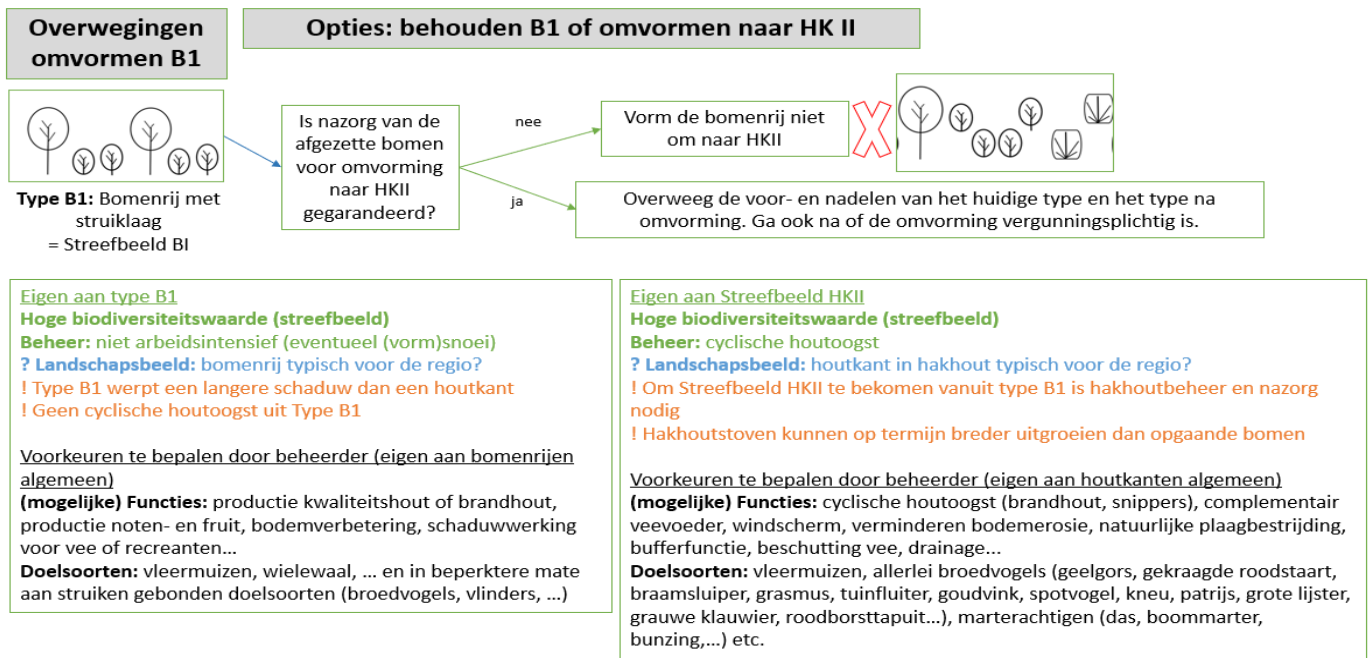 Overwegingen
omvormen B1
Opties: behouden B1 of omvormen naar HK II
Type B1: Bomenrij met
struiklaag
= Streefbeeld BI
Is nazorg van de
afgezette bomen
voor omvorming
naar HKII
gegarandeerd?
nee
Vorm de bomenrij niet
om naar HKII
ja
Overweeg de voor- en nadelen van het huidige type en het type na
omvorming. Ga ook na of de omvorming vergunningsplichtig is.
Eigen aan type B1
Hoge biodiversiteitswaarde (streefbeeld)
Beheer: niet arbeidsintensief (eventueel (vorm)snoei)
? Landschapsbeeld: bomenrij typisch voor de regio?
! Type B1 werpt een langere schaduw dan een houtkant
! Geen cyclische houtoogst uit Type B1
Voorkeuren te bepalen door beheerder (eigen aan bomenrijen
algemeen)
(mogelijke) Functies: productie kwaliteitshout of brandhout,
productie noten- en fruit, bodemverbetering, schaduwwerking
voor vee of recreanten...
Doelsoorten: vleermuizen, wielewaal, ... en in beperktere mate
aan struiken gebonden doelsoorten (broedvogels, vlinders, ...)
Eigen aan Streefbeeld HKII
Hoge biodiversiteitswaarde (streefbeeld)
Beheer: cyclische houtoogst
? Landschapsbeeld: houtkant in hakhout typisch voor de regio?
! Om Streefbeeld HKII te bekomen vanuit type B1 is hakhoutbeheer en nazorg
nodig
! Hakhoutstoven kunnen op termijn breder uitgroeien dan opgaande bomen
Voorkeuren te bepalen door beheerder (eigen aan houtkanten algemeen)
(mogelijke) Functies: cyclische houtoogst (brandhout, snippers), complementair
veevoeder, windscherm, verminderen bodemerosie, natuurlijke plaagbestrijding,
bufferfunctie, beschutting vee, drainage...
Doelsoorten: vleermuizen, allerlei broedvogels (geelgors, gekraagde roodstaart,
braamsluiper, grasmus, tuinfluiter, goudvink, spotvogel, kneu, patrijs, grote lijster,
grauwe klauwier, roodborsttapuit...), marterachtigen (das, boommarter,
bunzing,...) etc.